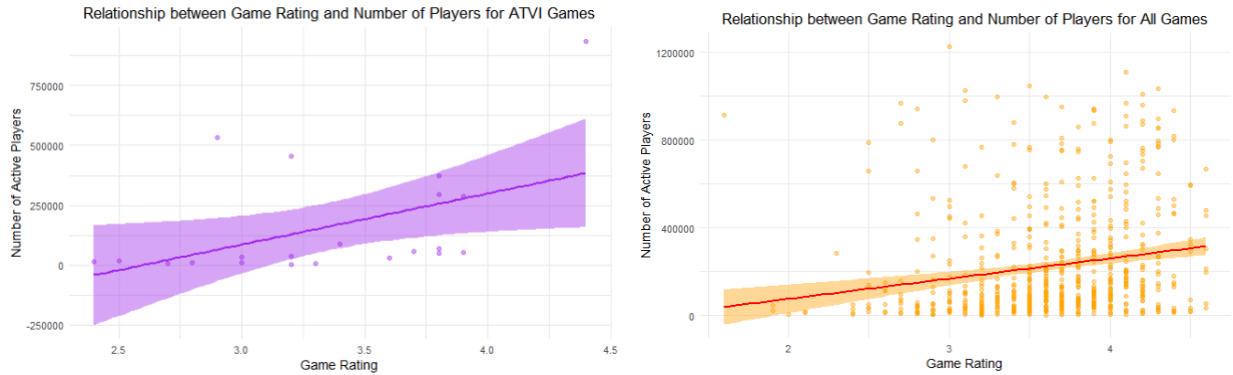 Relationship between Game Rating and Number of Players for ATVI Games
Number of Active Players
750000
500000
250000
0
-250000
2.5 3.0 3.5 4.0 4.5
Game Rating
Relationship between Game Rating and Number of Players for All Games
Number of Active Players
1200000
800000
400000
0
2 3 4
Game Rating